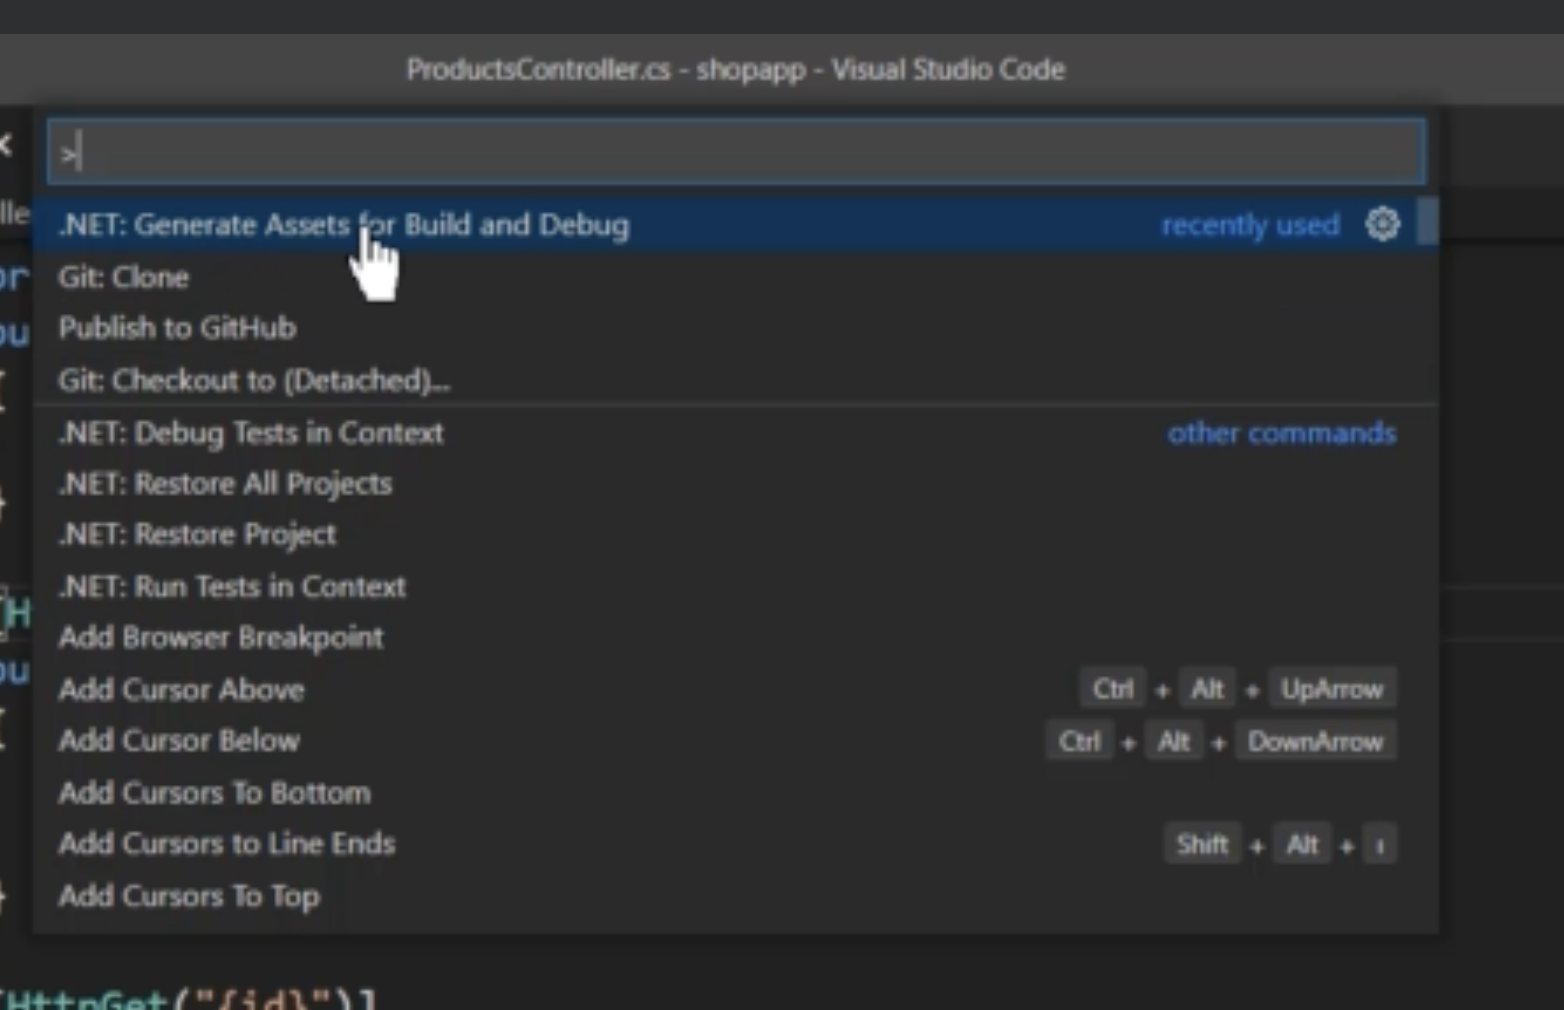 ProductsController.cs - shopapp - Visual Studio Code
>
.NET: Generate Assets for Build and Debug recently used
Git: Clone
Publish to GitHub
Git: Checkout to (Detached)...
.NET: Debug Tests in Context other commands
.NET: Restore All Projects
.NET: Restore Project
.NET: Run Tests in Context
Add Browser Breakpoint
Add Cursor Above Ctrl + Alt + UpArrow
Add Cursor Below Ctrl + Alt + DownArrow
Add Cursors To Bottom
Add Cursors to Line Ends Shift + Alt + ı
Add Cursors To Top
[HttpGet("{id}")]